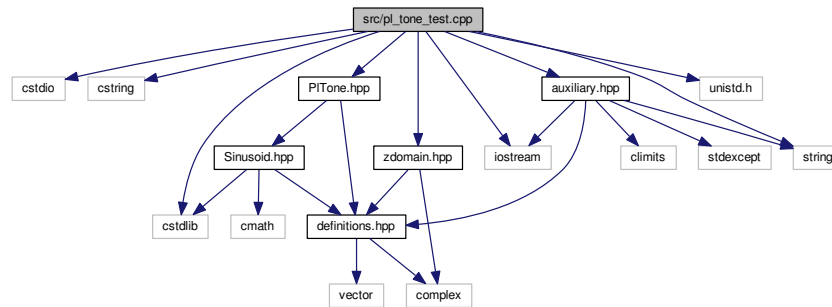 src/pl_tone_test.cpp
cstdio
cstring
PlTone.hpp
auxiliary.hpp
unistd.h
Sinusoid.hpp
zdomain.hpp
iostream
climits
stdexcept
string
cstdlib
cmath
definitions.hpp
vector
complex